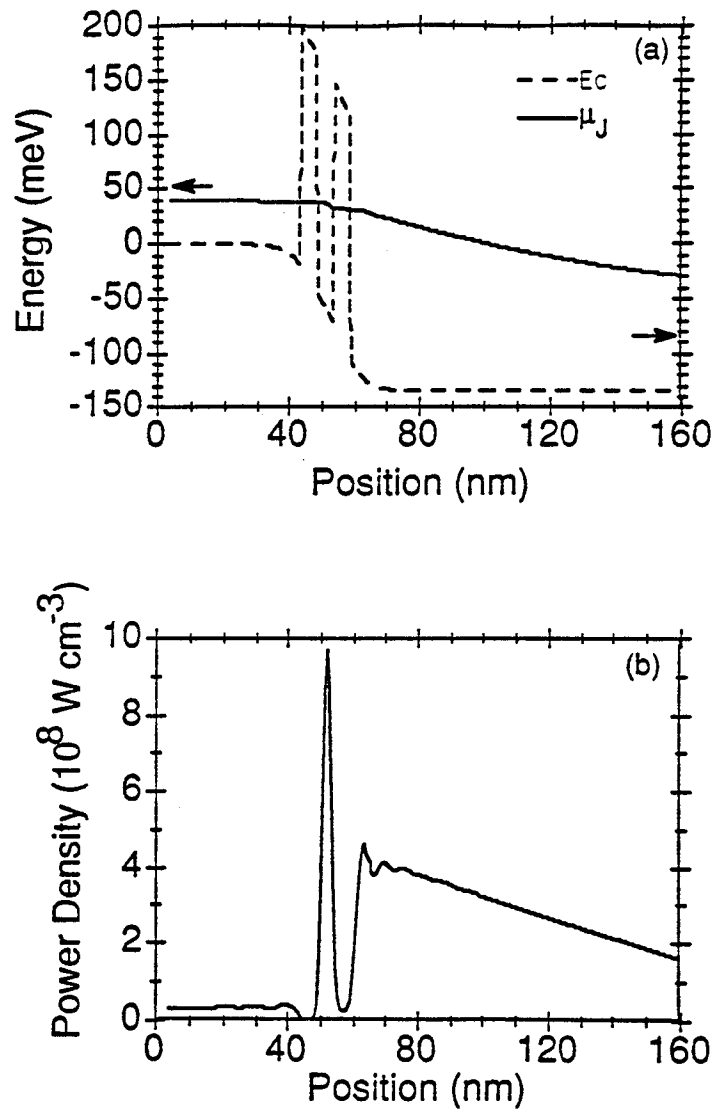 (a)
Ec
μJ
200
150
100
50
0
-50
-100
-150
Energy (meV)
0 40 80 120 160
Position (nm)
(b)
10
8
6
4
2
0
Power Density (10⁸ W cm⁻³)
0 40 80 120 160
Position (nm)